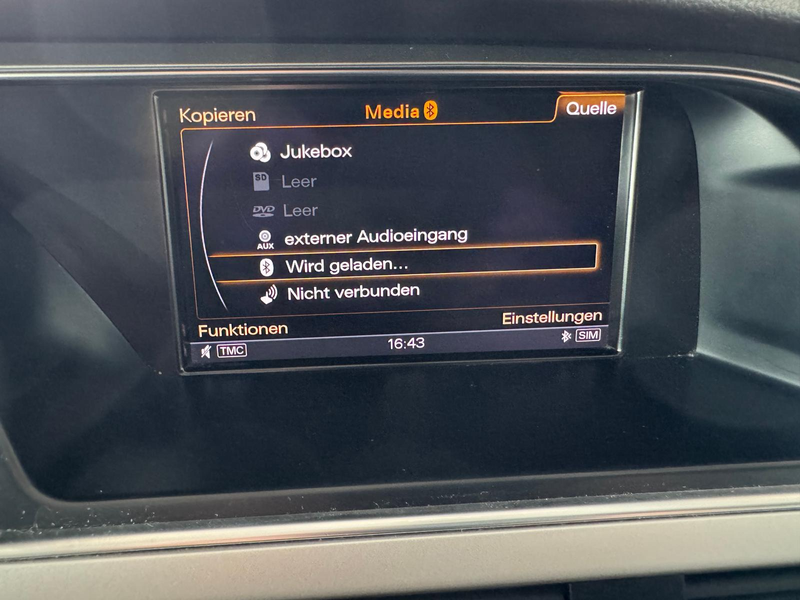 Kopieren Media Quelle
Jukebox
SD Leer
DVD Leer
AUX externer Audioeingang
Wird geladen...
Nicht verbunden
Funktionen Einstellungen
TMC 16:43 SIM